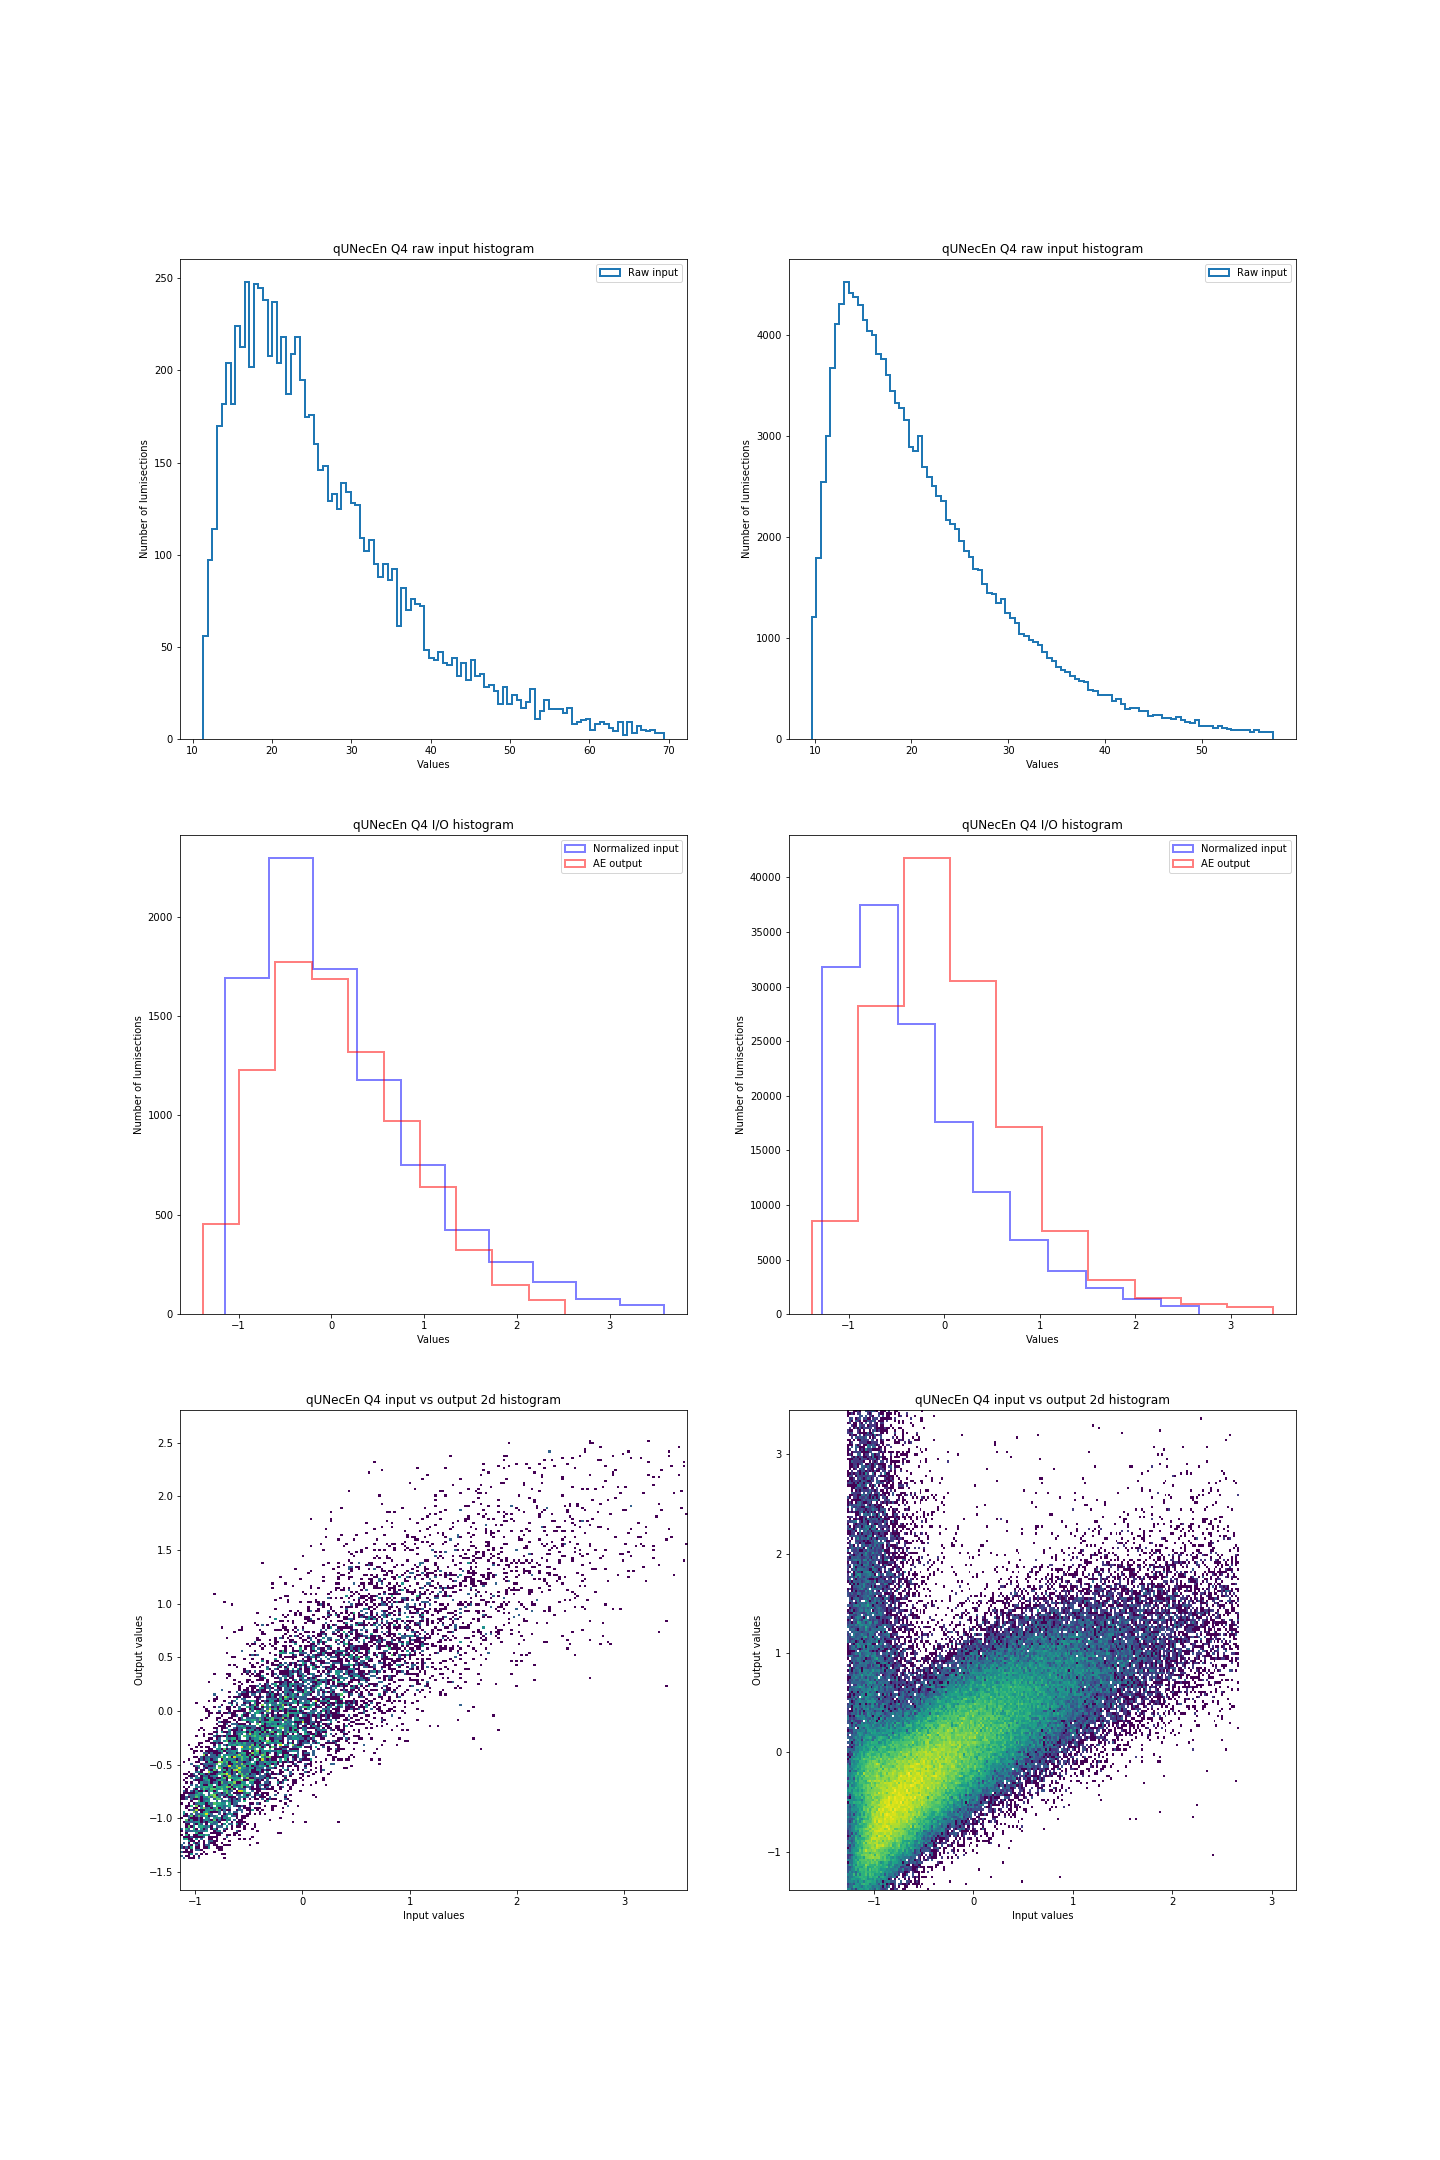 qUNecEn Q4 raw input histogram
Raw input
Number of lumisections
250
200
150
100
50
0
10 20 30 40 50 60 70
Values
qUNecEn Q4 raw input histogram
Raw input
Number of lumisections
4000
3000
2000
1000
0
10 20 30 40 50
Values
qUNecEn Q4 I/O histogram
Normalized input
AE output
Number of lumisections
2000
1500
1000
500
0
−1 0 1 2 3
Values
qUNecEn Q4 I/O histogram
Normalized input
AE output
Number of lumisections
40000
35000
30000
25000
20000
15000
10000
5000
0
−1 0 1 2 3
Values
qUNecEn Q4 input vs output 2d histogram
Output values
2.5
2.0
1.5
1.0
0.5
0.0
−0.5
−1.0
−1.5
−1 0 1 2 3
Input values
qUNecEn Q4 input vs output 2d histogram
Output values
3
2
1
0
−1
−1 0 1 2 3
Input values